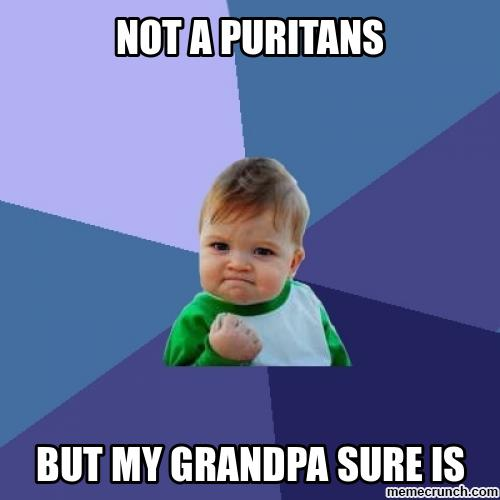 NOT A PURITANS
BUT MY GRANDPA SURE IS
memecrunch.com